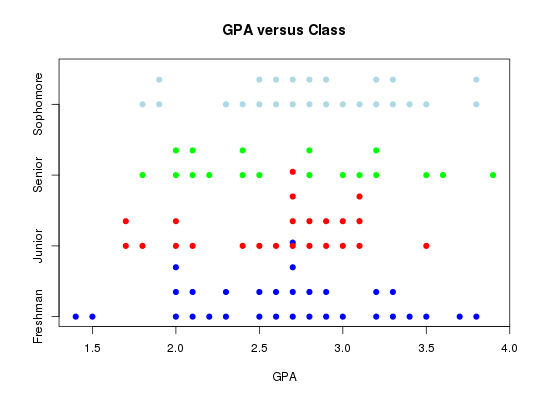 GPA versus Class
Sophomore
Senior
Junior
Freshman
1.5 2.0 2.5 3.0 3.5 4.0
GPA